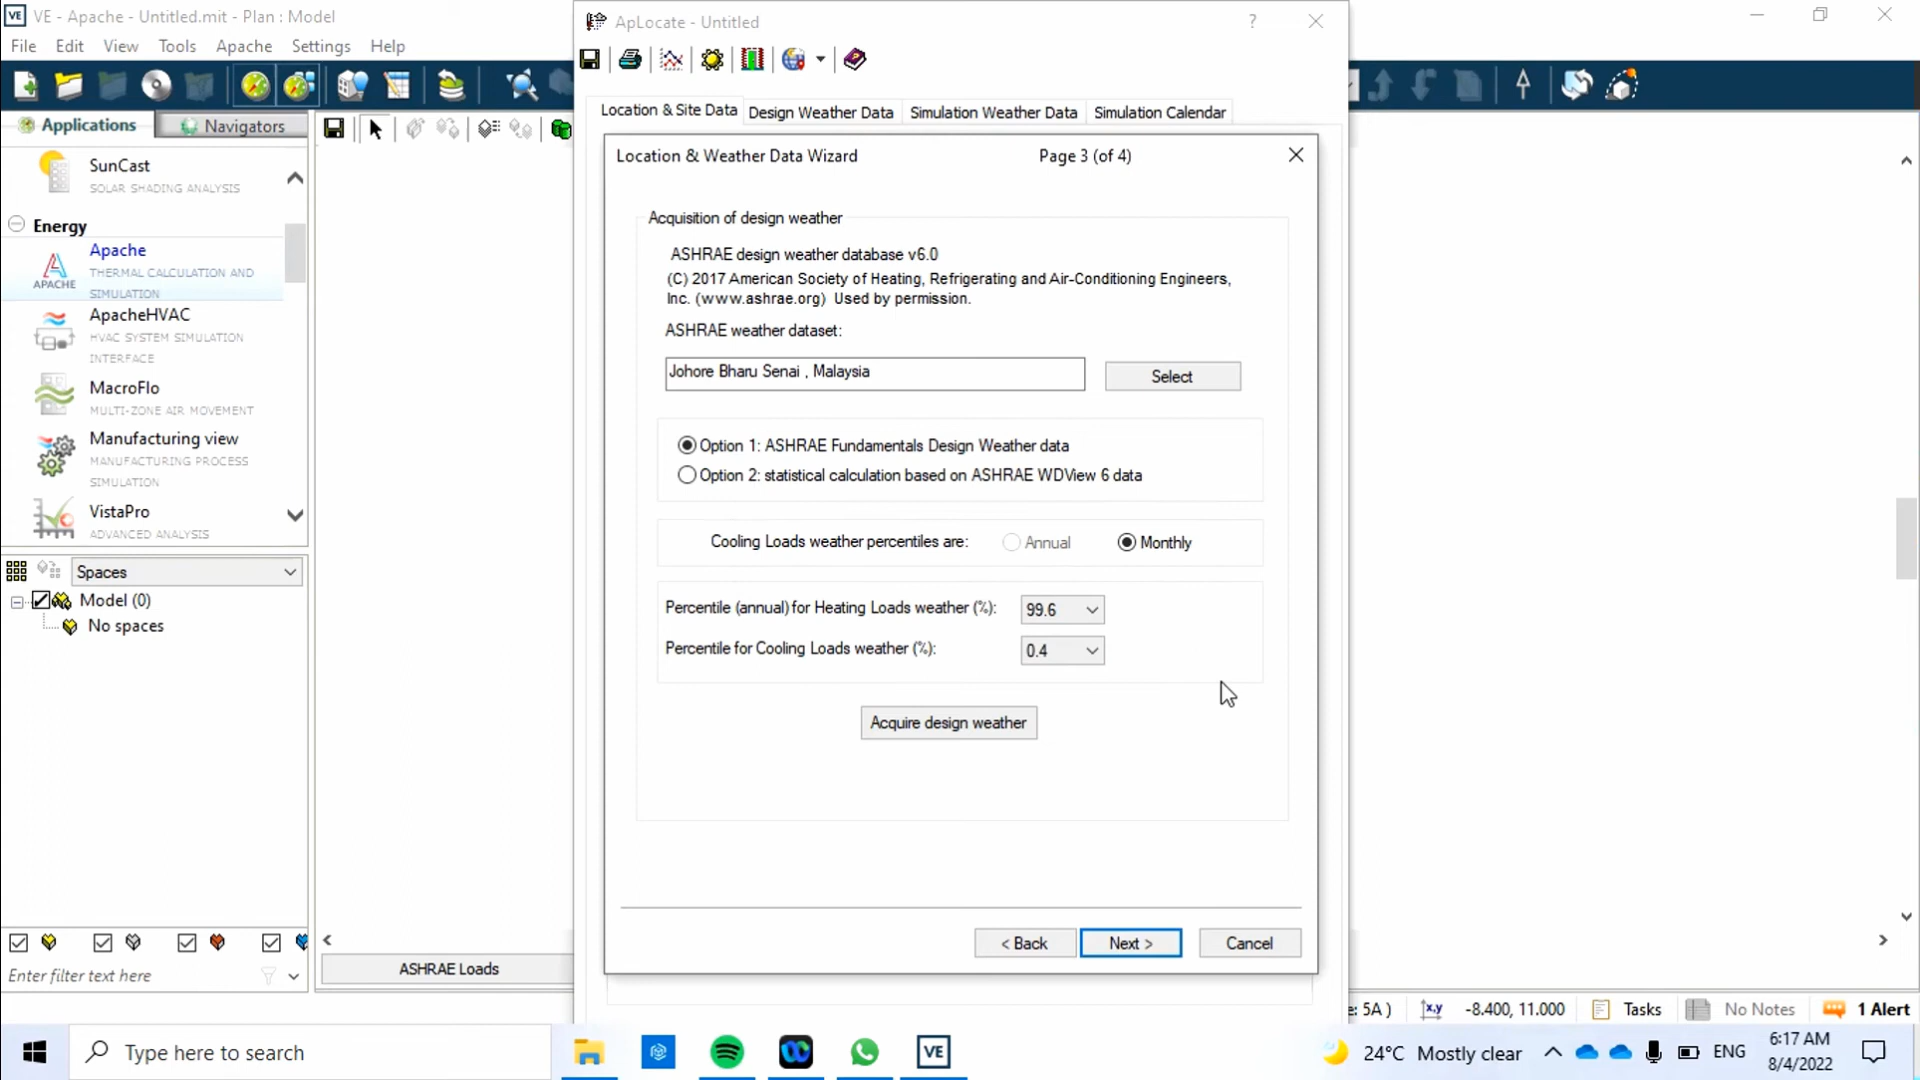 VE - Apache - Untitled.mit - Plan : Model
File Edit View Tools Apache Settings Help
Applications
Navigators
SunCast
SOLAR SHADING ANALYSIS
Energy
Apache
THERMAL CALCULATION AND
SIMULATION
APACHE
ApacheHVAC
HVAC SYSTEM SIMULATION
INTERFACE
MacroFlo
MULTI-ZONE AIR MOVEMENT
Manufacturing view
MANUFACTURING PROCESS
SIMULATION
VistaPro
ADVANCED ANALYSIS
Spaces
Model (0)
No spaces
Enter filter text here
ASHRAE Loads
ApLocate - Untitled
?
Location & Site Data
Design Weather Data
Simulation Weather Data
Simulation Calendar
Location & Weather Data Wizard
Page 3 (of 4)
Acquisition of design weather
ASHRAE design weather database v6.0
(C) 2017 American Society of Heating, Refrigerating and Air-Conditioning Engineers,
Inc. (www.ashrae.org) Used by permission.
ASHRAE weather dataset:
Johore Bharu Senai , Malaysia
Select
Option 1: ASHRAE Fundamentals Design Weather data
Option 2: statistical calculation based on ASHRAE WDView 6 data
Cooling Loads weather percentiles are: Annual Monthly
Percentile (annual) for Heating Loads weather (%): 99.6
Percentile for Cooling Loads weather (%): 0.4
Acquire design weather
< Back
Next >
Cancel
e: 5A )
x,y
-8.400, 11.000
Tasks
No Notes
1 Alert
Type here to search
VE
24°C Mostly clear
ENG
6:17 AM
8/4/2022